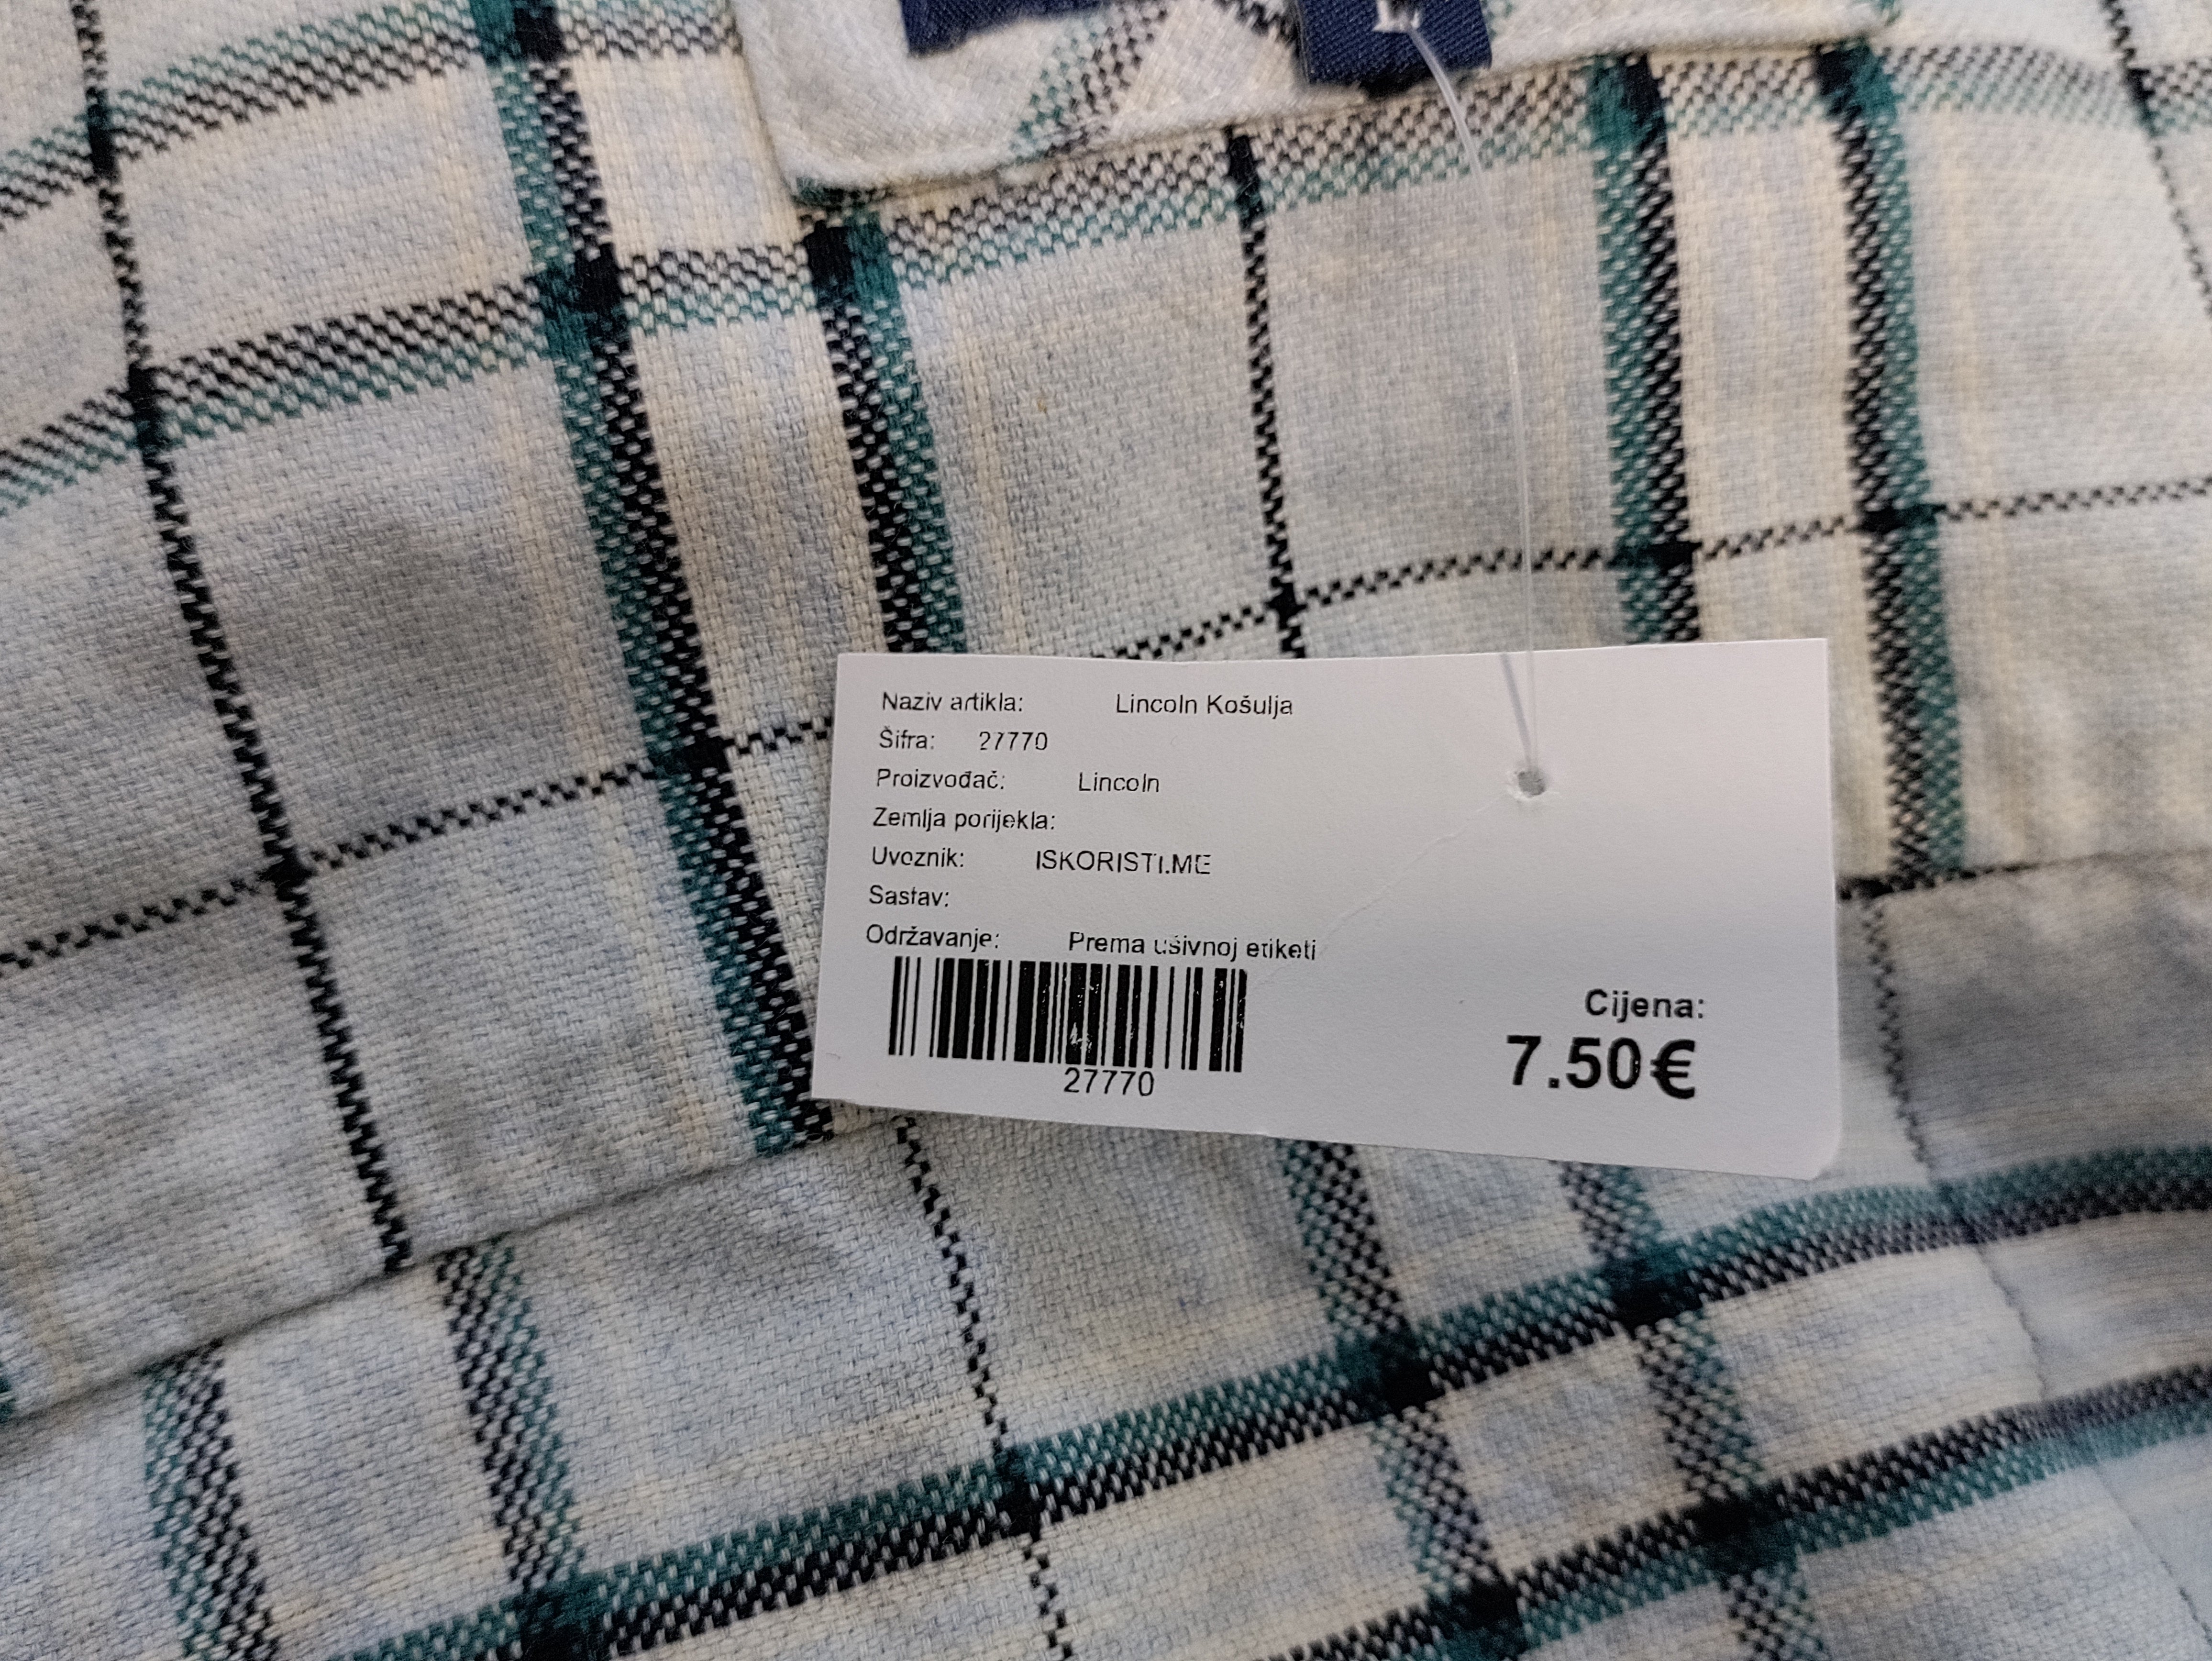 Naziv artikla: Lincoln Košulja
Šifra: 27770
Proizvođač: Lincoln
Zemlja porijekla:
Uvoznik: ISKORISTI.ME
Sastav:
Održavanje: Prema ušivnoj etiketi
27770
Cijena:
7.50€